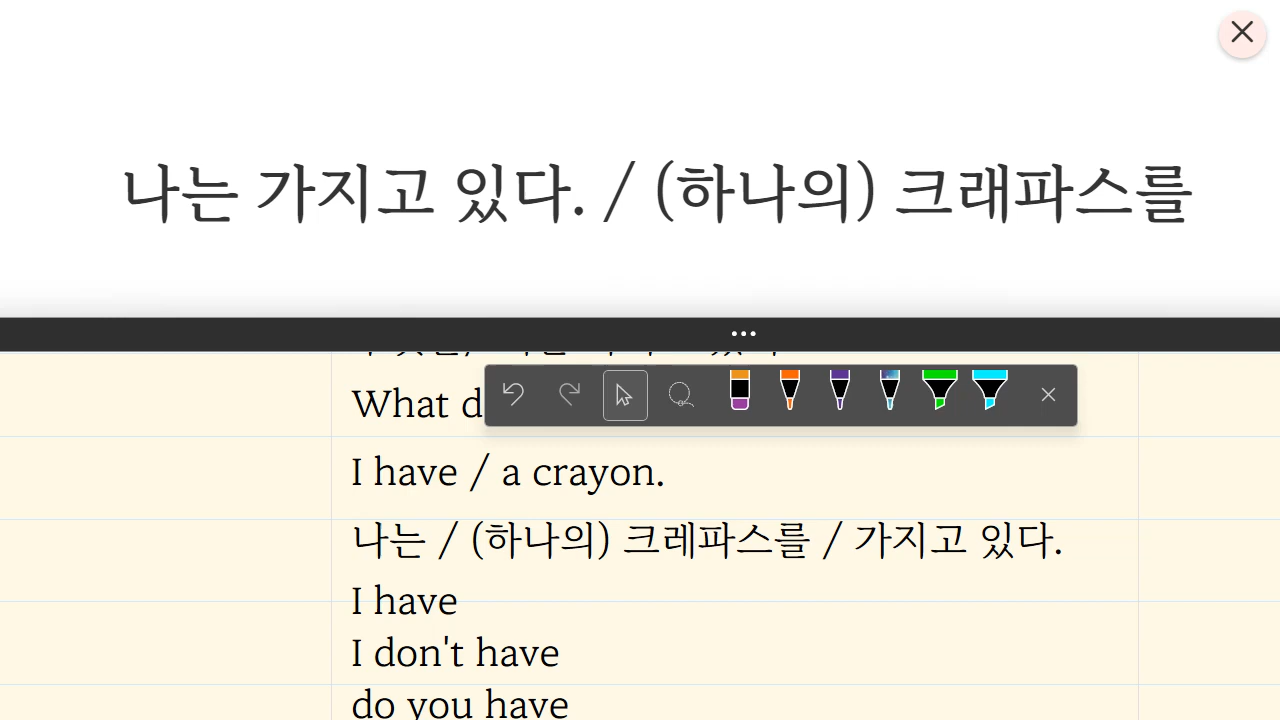 나는 가지고 있다. / (하나의) 크래파스를
What d
I have / a crayon.
나는 / (하나의) 크레파스를 / 가지고 있다.
I have
I don't have
do you have